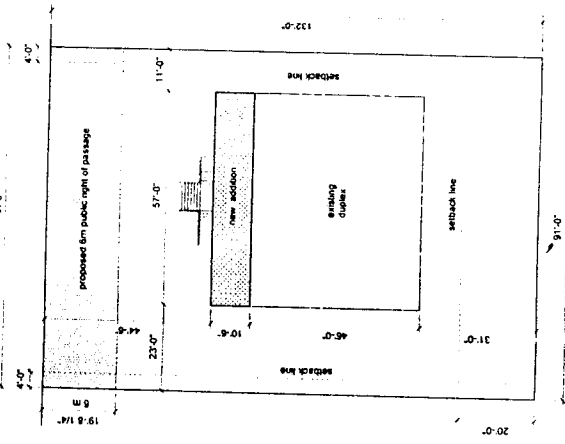 132'-0"
4'-0"
11'-0"
setback line
proposed 6m public right of passage
57'-0"
new addition
existing
duplex
setback line
91'-0"
44'-6"
10'-6"
46'-0"
31'-0"
23'-0"
setback line
4'-0"
6 m
19'-8 1/4"
20'-0"